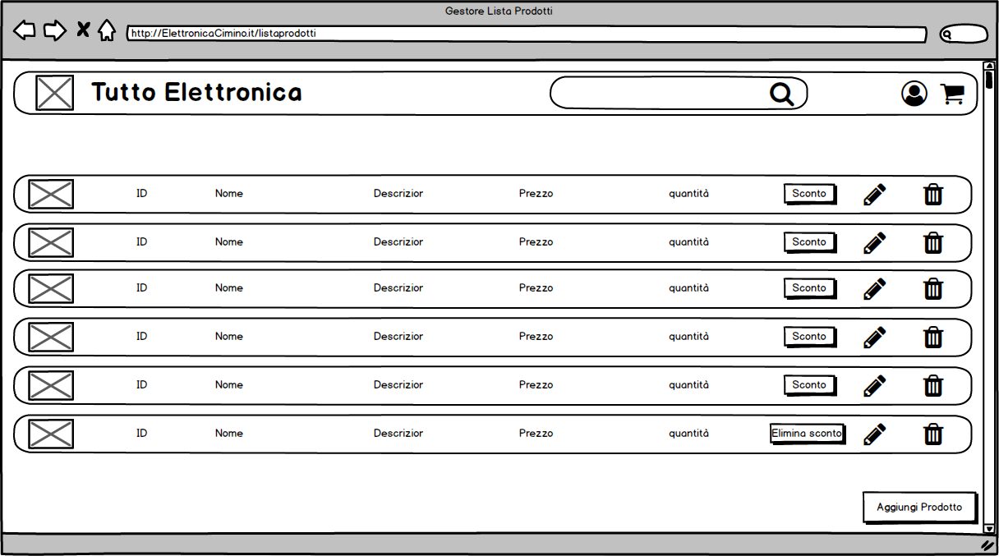 Gestore Lista Prodotti
http://ElettronicaCimino.it/listaprodotti
Tutto Elettronica
ID Nome Descrizior Prezzo quantità Sconto
ID Nome Descrizior Prezzo quantità Sconto
ID Nome Descrizior Prezzo quantità Sconto
ID Nome Descrizior Prezzo quantità Sconto
ID Nome Descrizior Prezzo quantità Sconto
ID Nome Descrizior Prezzo quantità Elimina sconto
Aggiungi Prodotto